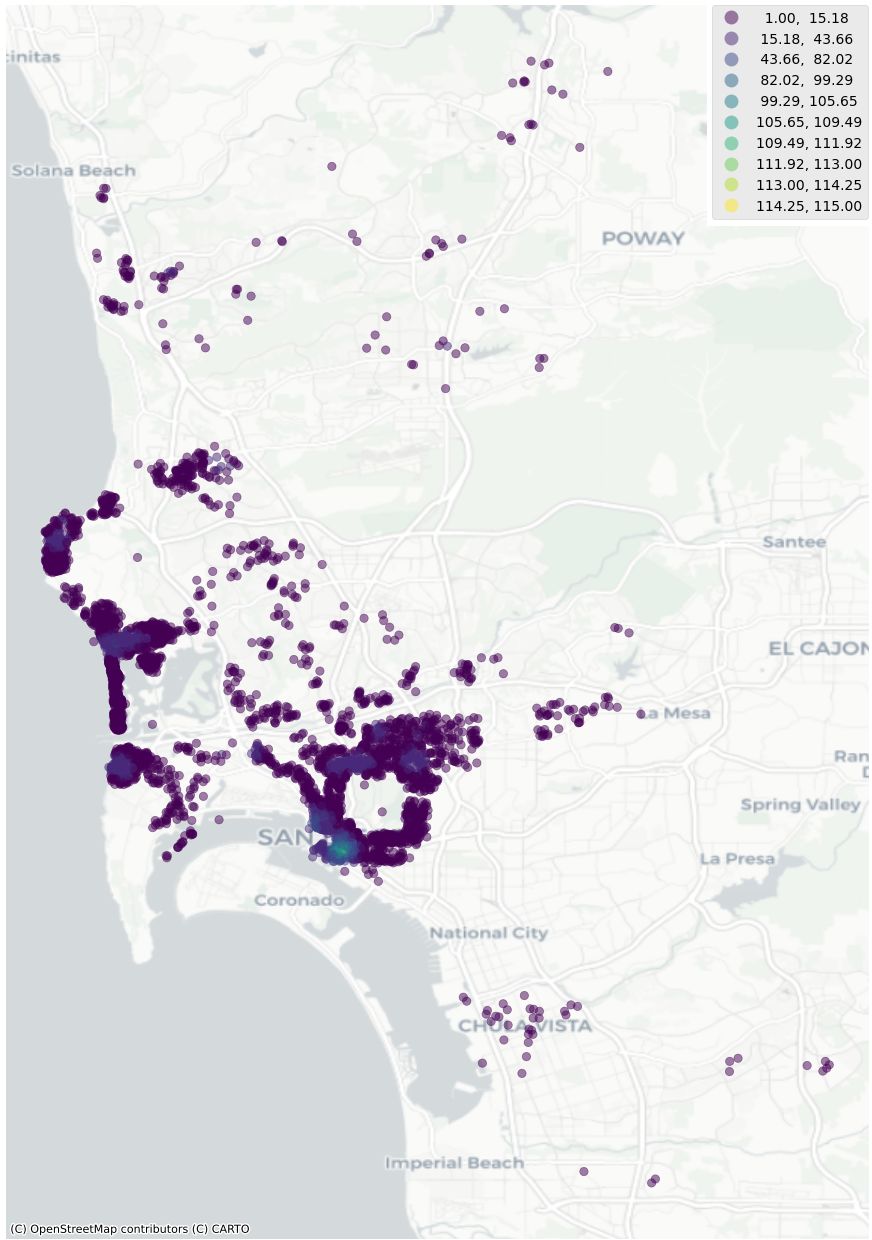 1.00, 15.18
15.18, 43.66
43.66, 82.02
82.02, 99.29
99.29, 105.65
105.65, 109.49
109.49, 111.92
111.92, 113.00
113.00, 114.25
114.25, 115.00
cinitas
Solana Beach
POWAY
Santee
EL CAJON
La Mesa
Ran
D
Spring Valley
SAN
La Presa
Coronado
National City
CHULA VISTA
Imperial Beach
(C) OpenStreetMap contributors (C) CARTO